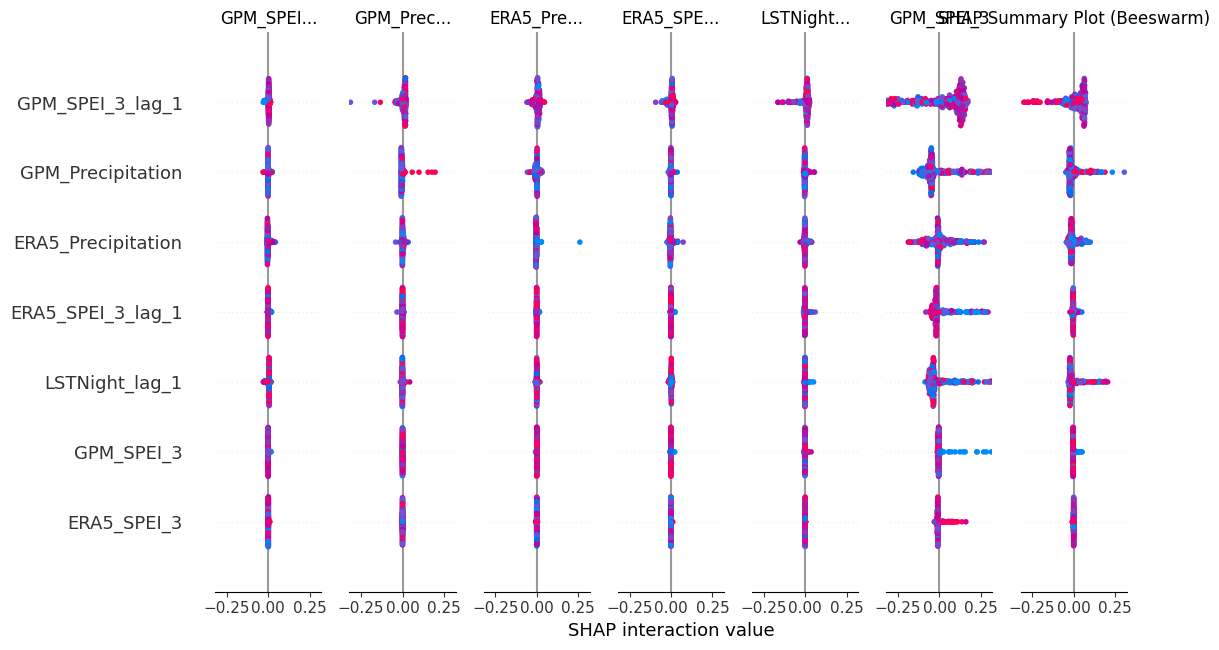 GPM_SPEI... GPM_Prec... ERA5_Pre... ERA5_SPE... LSTNight... GPM_SPEI_3 SHAP Summary Plot (Beeswarm)
GPM_SPEI_3_lag_1
GPM_Precipitation
ERA5_Precipitation
ERA5_SPEI_3_lag_1
LSTNight_lag_1
GPM_SPEI_3
ERA5_SPEI_3
−0.25 0.00 0.25 −0.25 0.00 0.25 −0.25 0.00 0.25 −0.25 0.00 0.25 −0.25 0.00 0.25 −0.25 0.00 0.25 −0.25 0.00 0.25
SHAP interaction value